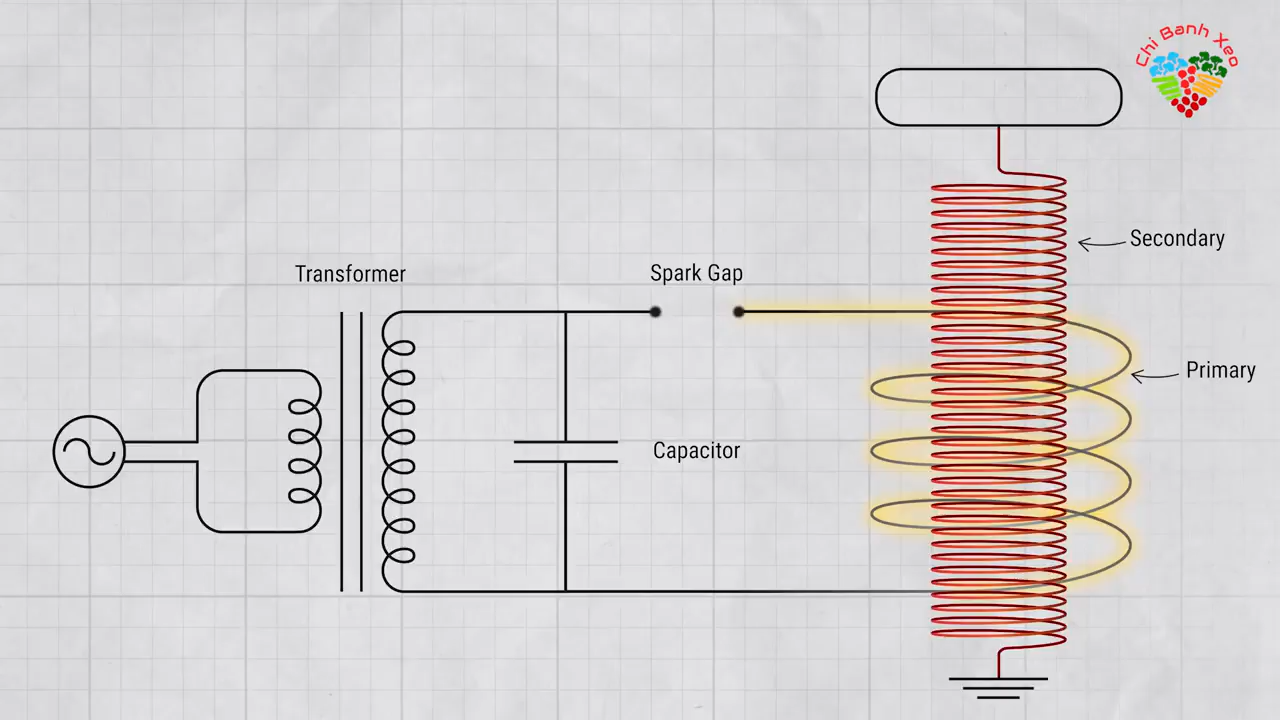 Chi Banh Xeo
Secondary
Transformer
Spark Gap
Primary
Capacitor